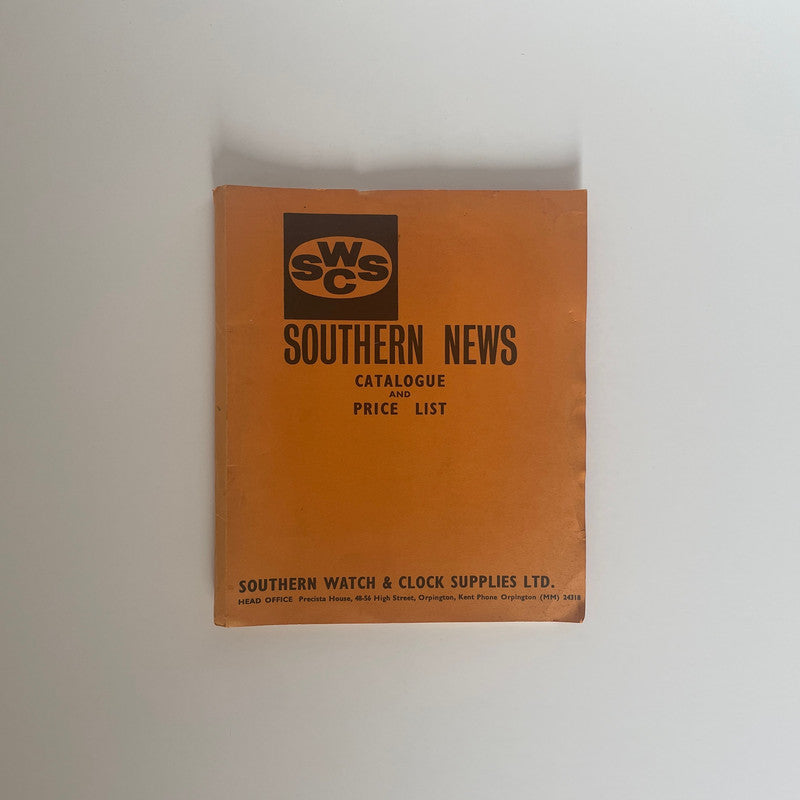 SWCS
SOUTHERN NEWS
CATALOGUE
AND
PRICE LIST
SOUTHERN WATCH & CLOCK SUPPLIES LTD.
HEAD OFFICE Precista House, 48-56 High Street, Orpington, Kent Phone Orpington (MM) 24318